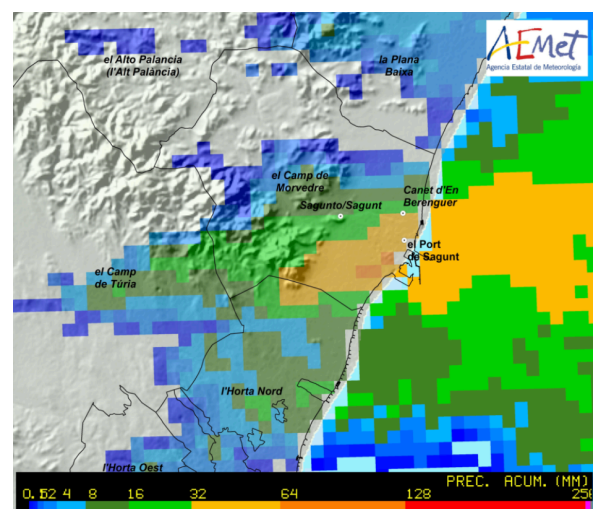 AEMet
Agencia Estatal de Meteorología
el Alto Palancia
(l'Alt Palància)
la Plana
Baixa
el Camp de
Morvedre
Canet d'En
Berenguer
Sagunto/Sagunt
el Port
de Sagunt
el Camp
de Túria
l'Horta Nord
l'Horta Oest
PREC. ACUM. (MM)
0.5 2 4 8 16 32 64 128 256